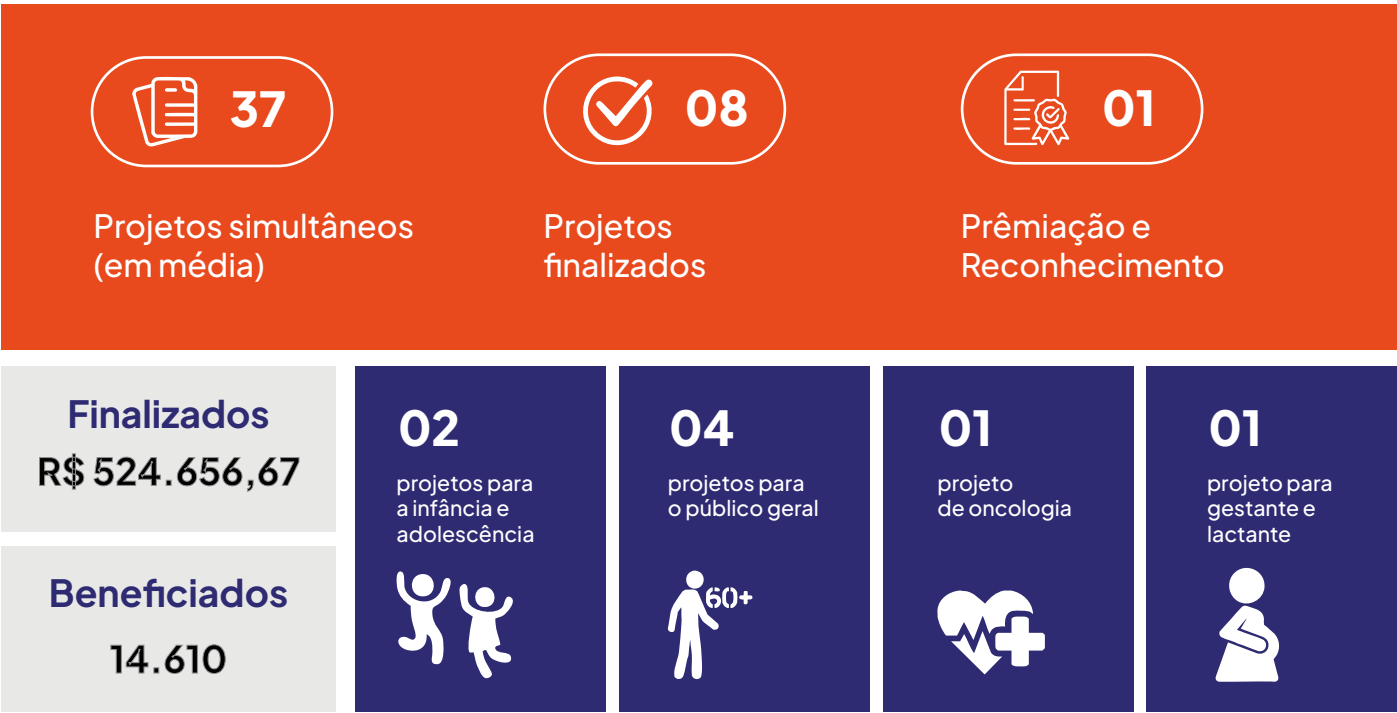 37
Projetos simultâneos
(em média)
08
Projetos
finalizados
01
Prêmiação e
Reconhecimento
Finalizados
R$ 524.656,67
Beneficiados
14.610
02
projetos para
a infância e
adolescência
04
projetos para
o público geral
60+
01
projeto
de oncologia
01
projeto para
gestante e
lactante